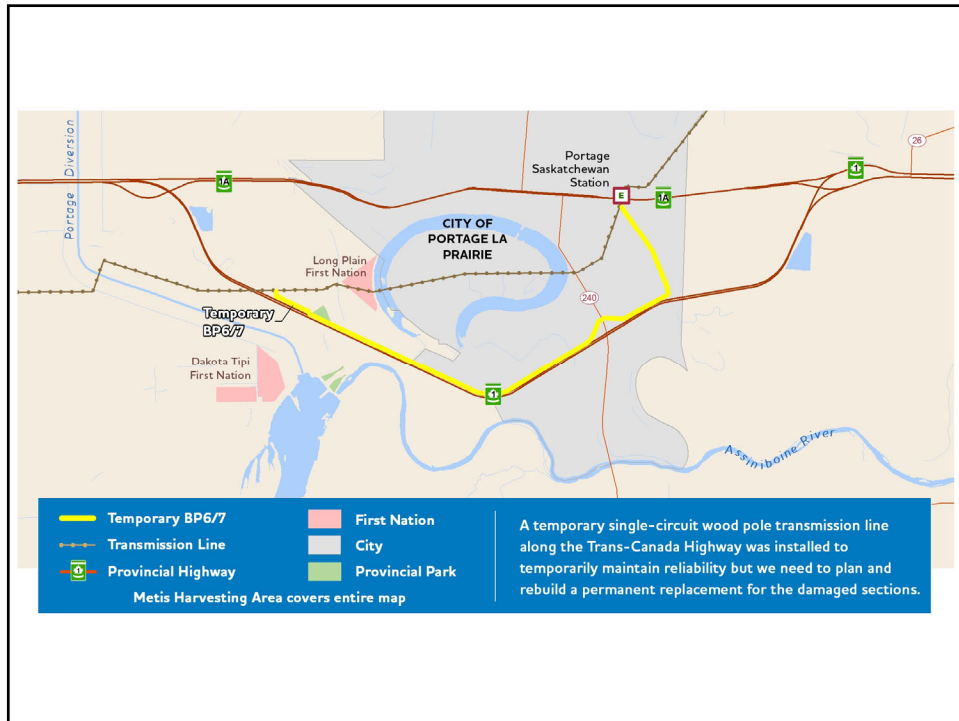 Portage Diversion
1A
Portage
Saskatchewan
Station
E
1A
1
26
CITY OF
PORTAGE LA
PRAIRIE
Long Plain
First Nation
240
Temporary
BP6/7
Dakota Tipi
First Nation
1
Assiniboine River
Temporary BP6/7
Transmission Line
1
Provincial Highway
First Nation
City
Provincial Park
Metis Harvesting Area covers entire map
A temporary single-circuit wood pole transmission line
along the Trans-Canada Highway was installed to
temporarily maintain reliability but we need to plan and
rebuild a permanent replacement for the damaged sections.